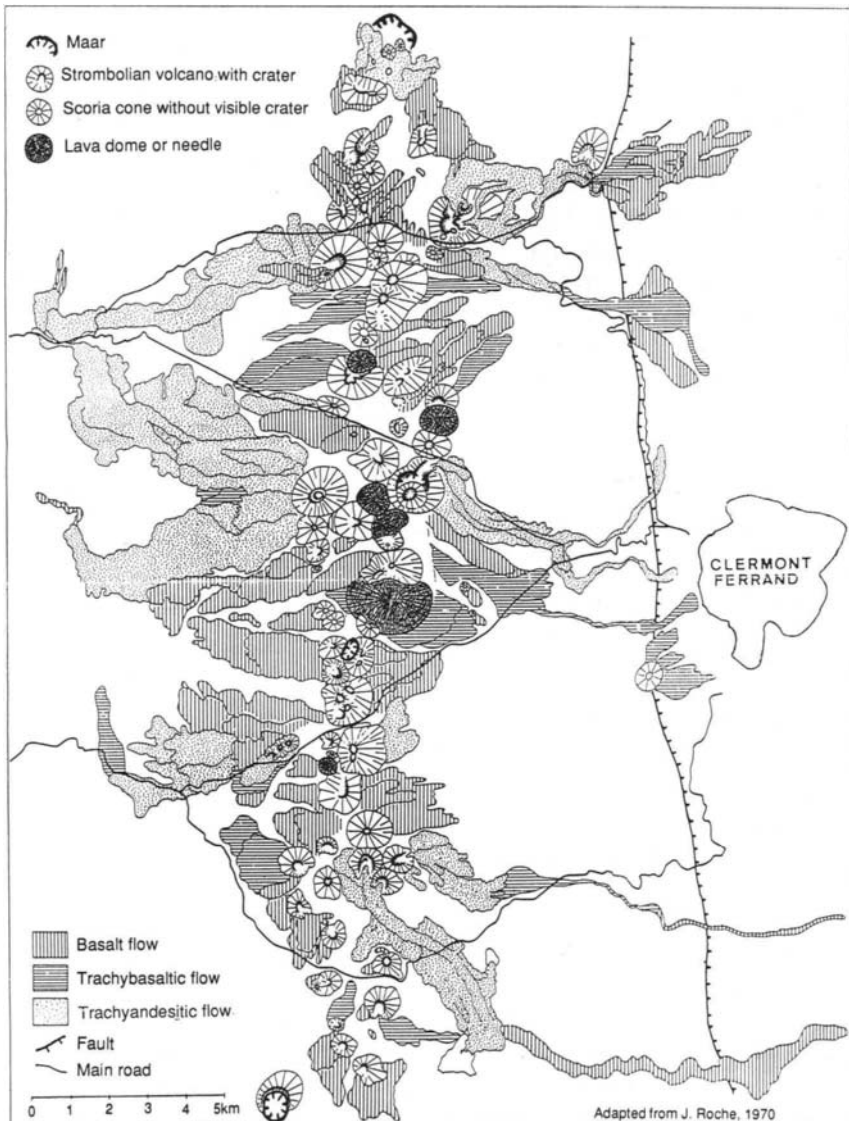 Maar
Strombolian volcano with crater
Scoria cone without visible crater
Lava dome or needle
CLERMONT
FERRAND
Basalt flow
Trachybasaltic flow
Trachyandesitic flow
Fault
Main road
0 1 2 3 4 5km
Adapted from J. Roche, 1970